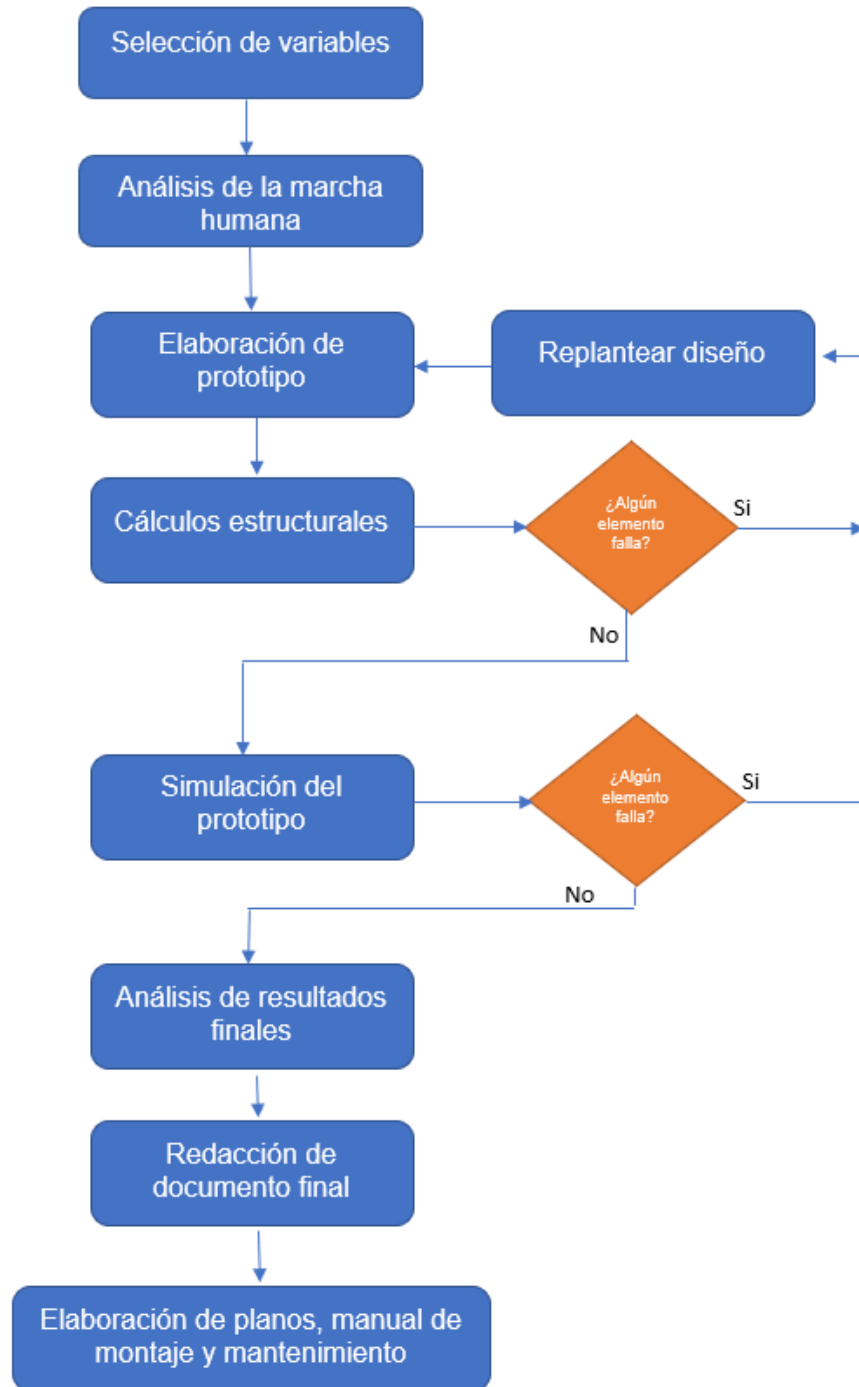 Selección de variables
Análisis de la marcha
humana
Elaboración de
prototipo
Replantear diseño
Cálculos estructurales
¿Algún
elemento
falla?
Si
No
Simulación del
prototipo
¿Algún
elemento
falla?
Si
No
Análisis de resultados
finales
Redacción de
documento final
Elaboración de planos, manual de
montaje y mantenimiento